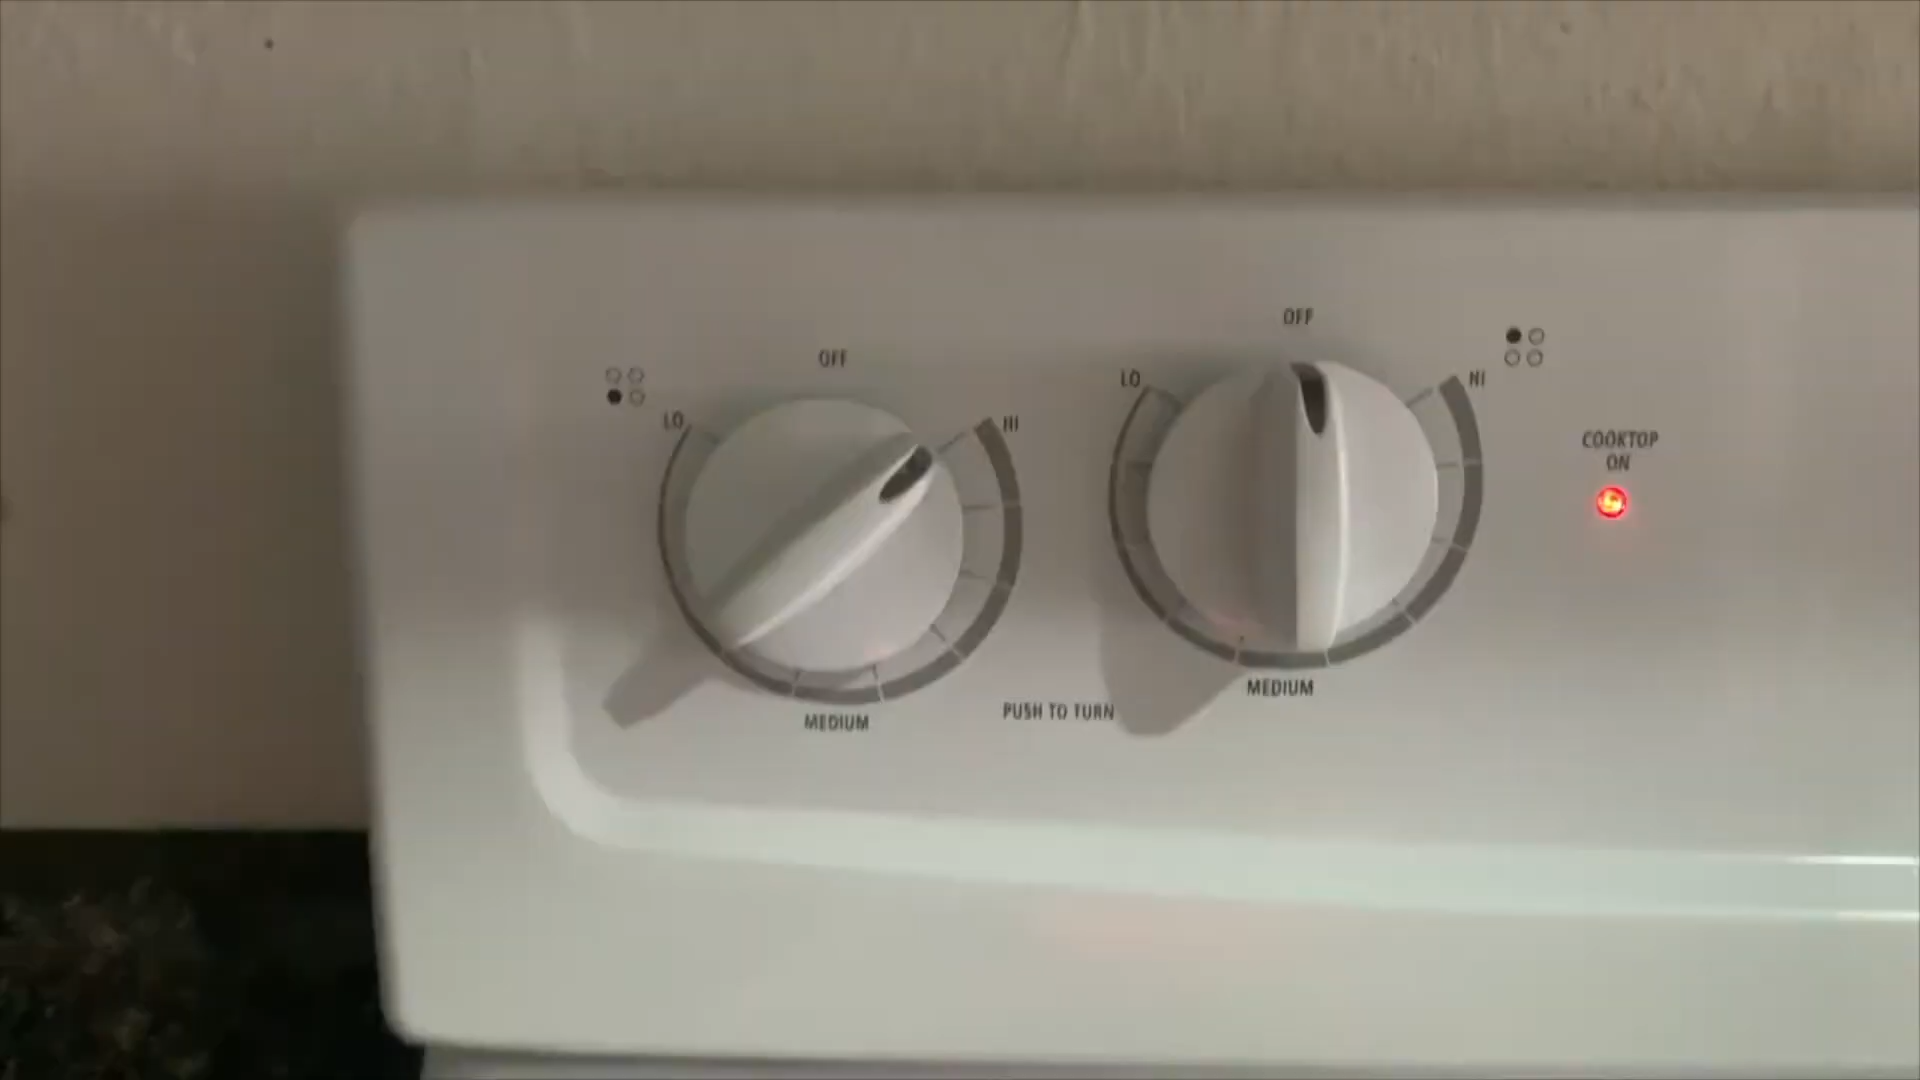 OFF
LO
HI
MEDIUM
PUSH TO TURN
OFF
LO
HI
MEDIUM
COOKTOP
ON